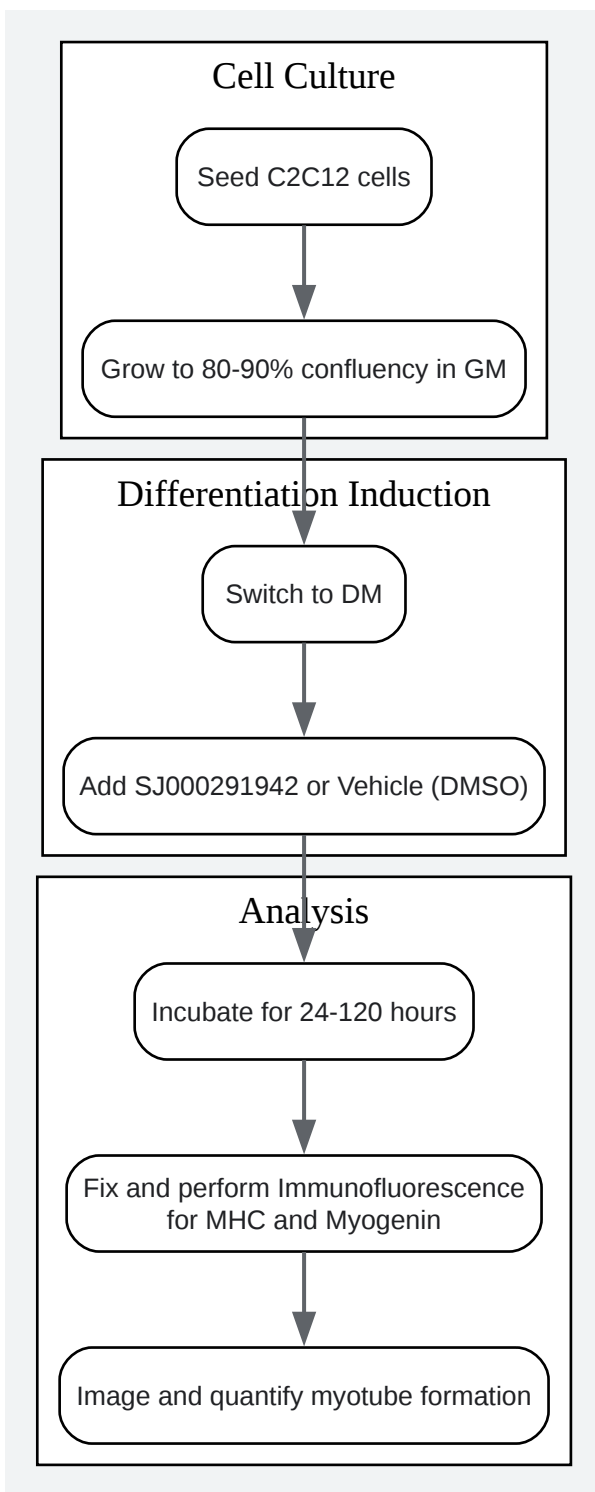 Cell Culture
Seed C2C12 cells
Grow to 80-90% confluency in GM
Differentiation Induction
Switch to DM
Add SJ000291942 or Vehicle (DMSO)
Analysis
Incubate for 24-120 hours
Fix and perform Immunofluorescence
for MHC and Myogenin
Image and quantify myotube formation